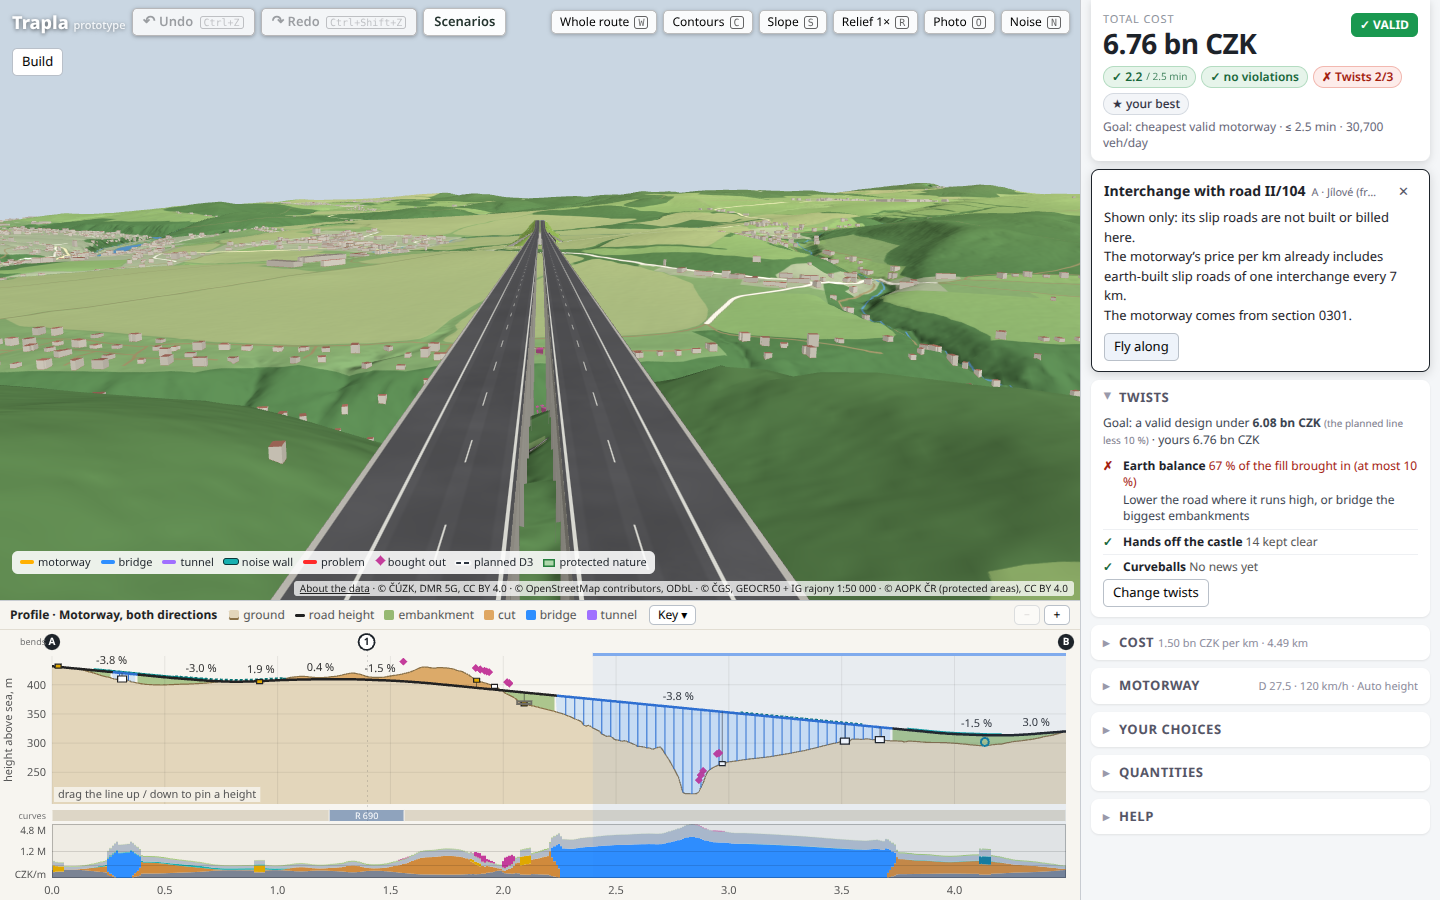 Trapla prototype
↶ Undo Ctrl+Z
↷ Redo Ctrl+Shift+Z
Scenarios
Whole route W
Contours C
Slope S
Relief 1× R
Photo O
Noise N
Build
motorway
bridge
tunnel
noise wall
problem
bought out
planned D3
protected nature
About the data · © ČÚZK, DMR 5G, CC BY 4.0 · © OpenStreetMap contributors, ODbL · © ČGS, GEOCR50 + IG rajony 1:50 000 · © AOPK ČR (protected areas), CC BY 4.0
Profile · Motorway, both directions
ground
road height
embankment
cut
bridge
tunnel
Key ▾
− +
bends
A
1
B
-3.8 %
-3.0 %
1.9 %
0.4 %
-1.5 %
-3.8 %
-1.5 %
3.0 %
height above sea, m
400
350
300
250
drag the line up / down to pin a height
curves
R 690
4.8 M
1.2 M
CZK/m
0.0 0.5 1.0 1.5 2.0 2.5 3.0 3.5 4.0
TOTAL COST
6.76 bn CZK
✓ VALID
✓ 2.2 / 2.5 min
✓ no violations
✗ Twists 2/3
★ your best
Goal: cheapest valid motorway · ≤ 2.5 min · 30,700
veh/day
Interchange with road II/104 A · Jílové (fr... ✕
Shown only: its slip roads are not built or billed
here.
The motorway's price per km already includes
earth-built slip roads of one interchange every 7
km.
The motorway comes from section 0301.
Fly along
▼ TWISTS
Goal: a valid design under 6.08 bn CZK (the planned line
less 10 %) · yours 6.76 bn CZK
✗ Earth balance 67 % of the fill brought in (at most 10
%)
Lower the road where it runs high, or bridge the
biggest embankments
✓ Hands off the castle 14 kept clear
✓ Curveballs No news yet
Change twists
▶ COST 1.50 bn CZK per km · 4.49 km
▶ MOTORWAY D 27.5 · 120 km/h · Auto height
▶ YOUR CHOICES
▶ QUANTITIES
▶ HELP